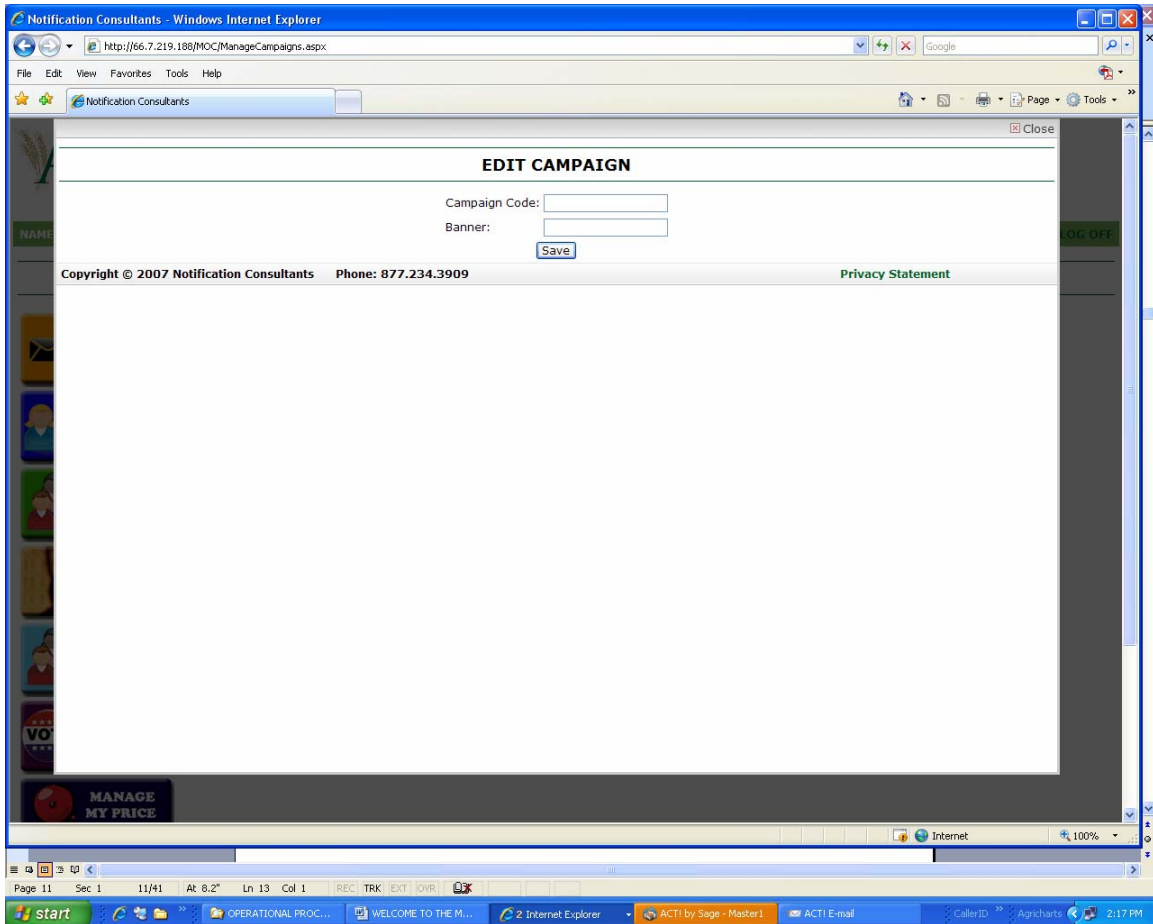 Notification Consultants - Windows Internet Explorer
http://66.7.219.188/MOC/ManageCampaigns.aspx
Google
File Edit View Favorites Tools Help
Notification Consultants
Page Tools
Close
EDIT CAMPAIGN
Campaign Code:
NAME
Banner:
LOG OFF
Save
Copyright © 2007 Notification Consultants Phone: 877.234.3909 Privacy Statement
VO
MANAGE
MY PRICE
Internet 100%
Page 11 Sec 1 11/41 At 8.2" Ln 13 Col 1 REC TRK EXT OVR
start OPERATIONAL PROC... WELCOME TO THE M... 2 Internet Explorer ACT! by Sage - Master1 ACT! E-mail CallerID Agricharts 2:17 PM